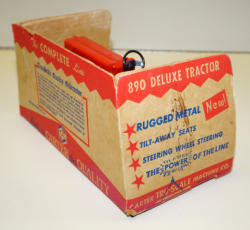 The COMPLETE Line
QUALITY
890 DELUXE TRACTOR
New!
RUGGED METAL
TILT-AWAY SEATS
STEERING WHEEL STEERING
THE "POWER" OF THE LINE
CARTER TRU-SCALE MACHINE CO.